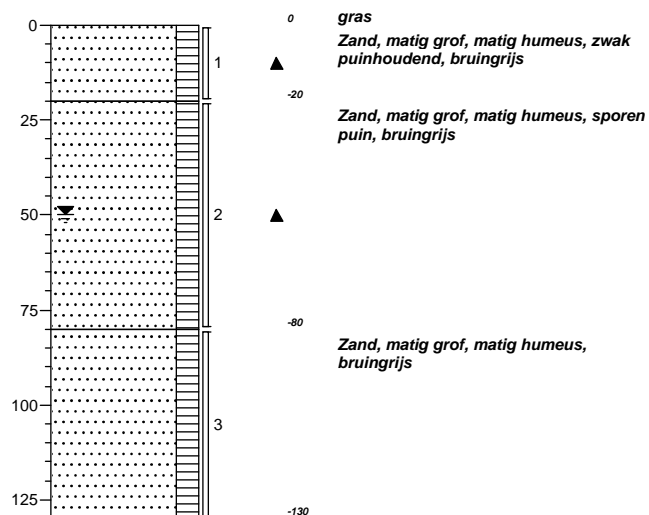 0
25
50
75
100
125
1
2
3
0
gras
Zand, matig grof, matig humeus, zwak
puinhoudend, bruingrijs
-20
Zand, matig grof, matig humeus, sporen
puin, bruingrijs
-80
Zand, matig grof, matig humeus,
bruingrijs
-130